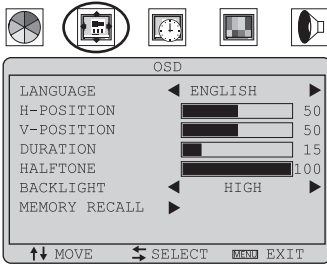 OSD
LANGUAGE ENGLISH
H-POSITION 50
V-POSITION 50
DURATION 15
HALFTONE 100
BACKLIGHT HIGH
MEMORY RECALL
MOVE SELECT MENU EXIT